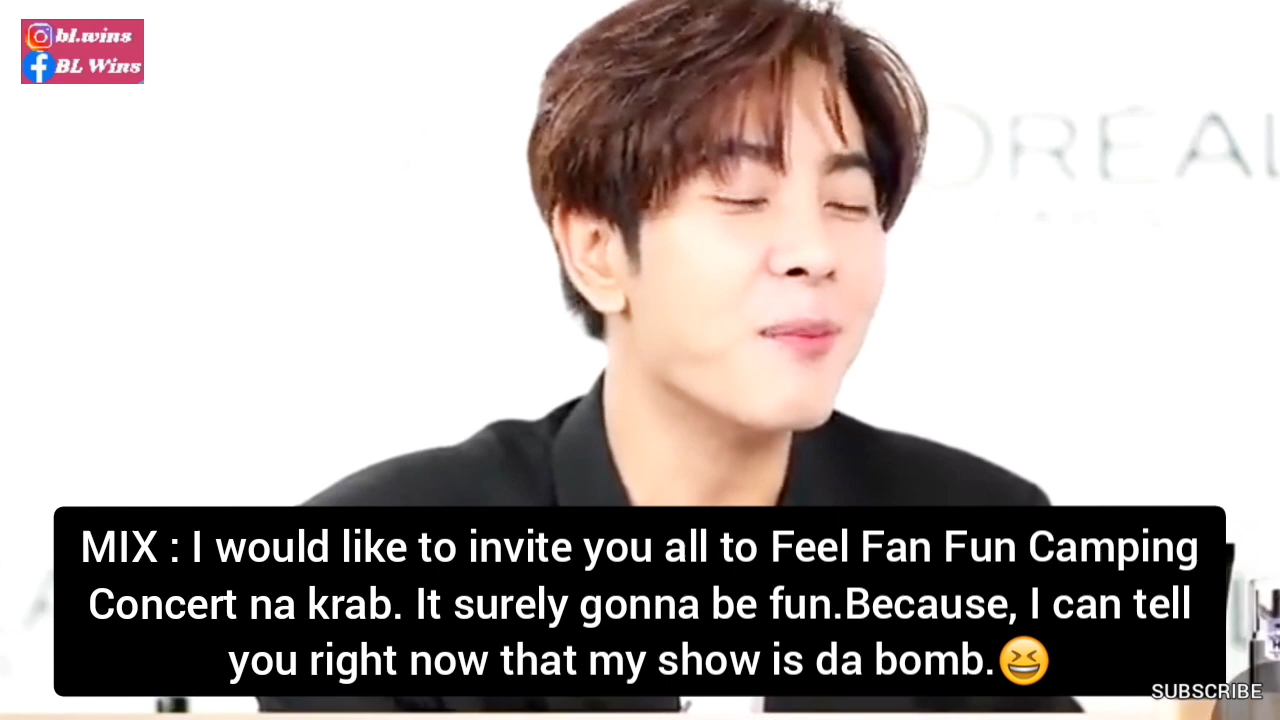 bl.wins
BL Wins
ORÉAL
MIX : I would like to invite you all to Feel Fan Fun Camping
Concert na krab. It surely gonna be fun.Because, I can tell
you right now that my show is da bomb.😆
SUBSCRIBE